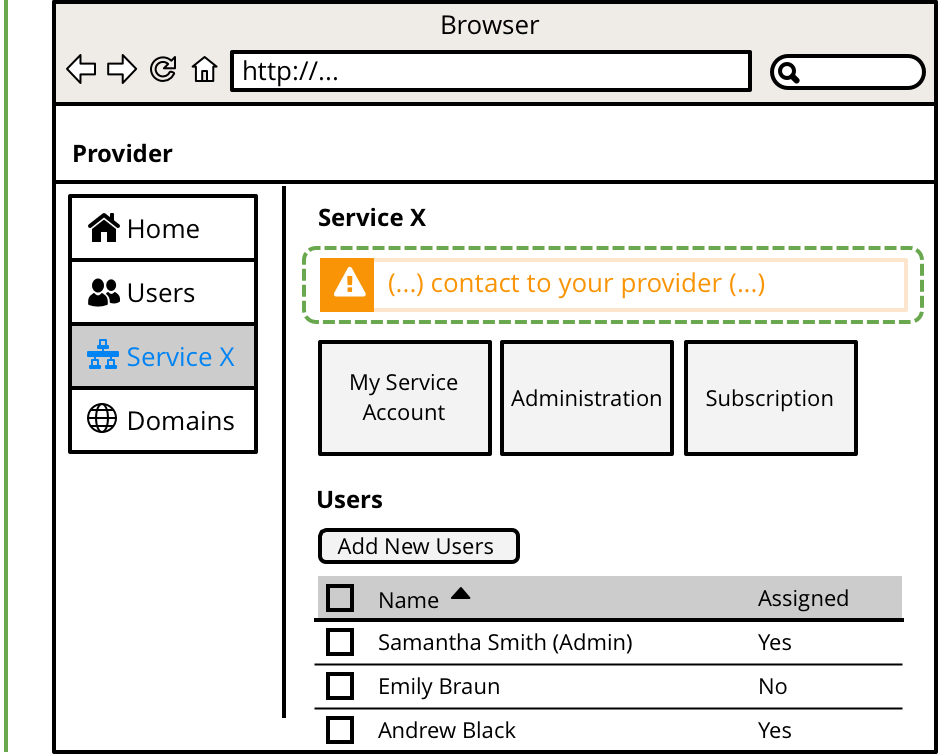 Browser
http://...
Provider
Home
Users
Service X
Domains
Service X
(...) contact to your provider (...)
My Service
Account
Administration
Subscription
Users
Add New Users
Name Assigned
Samantha Smith (Admin) Yes
Emily Braun No
Andrew Black Yes